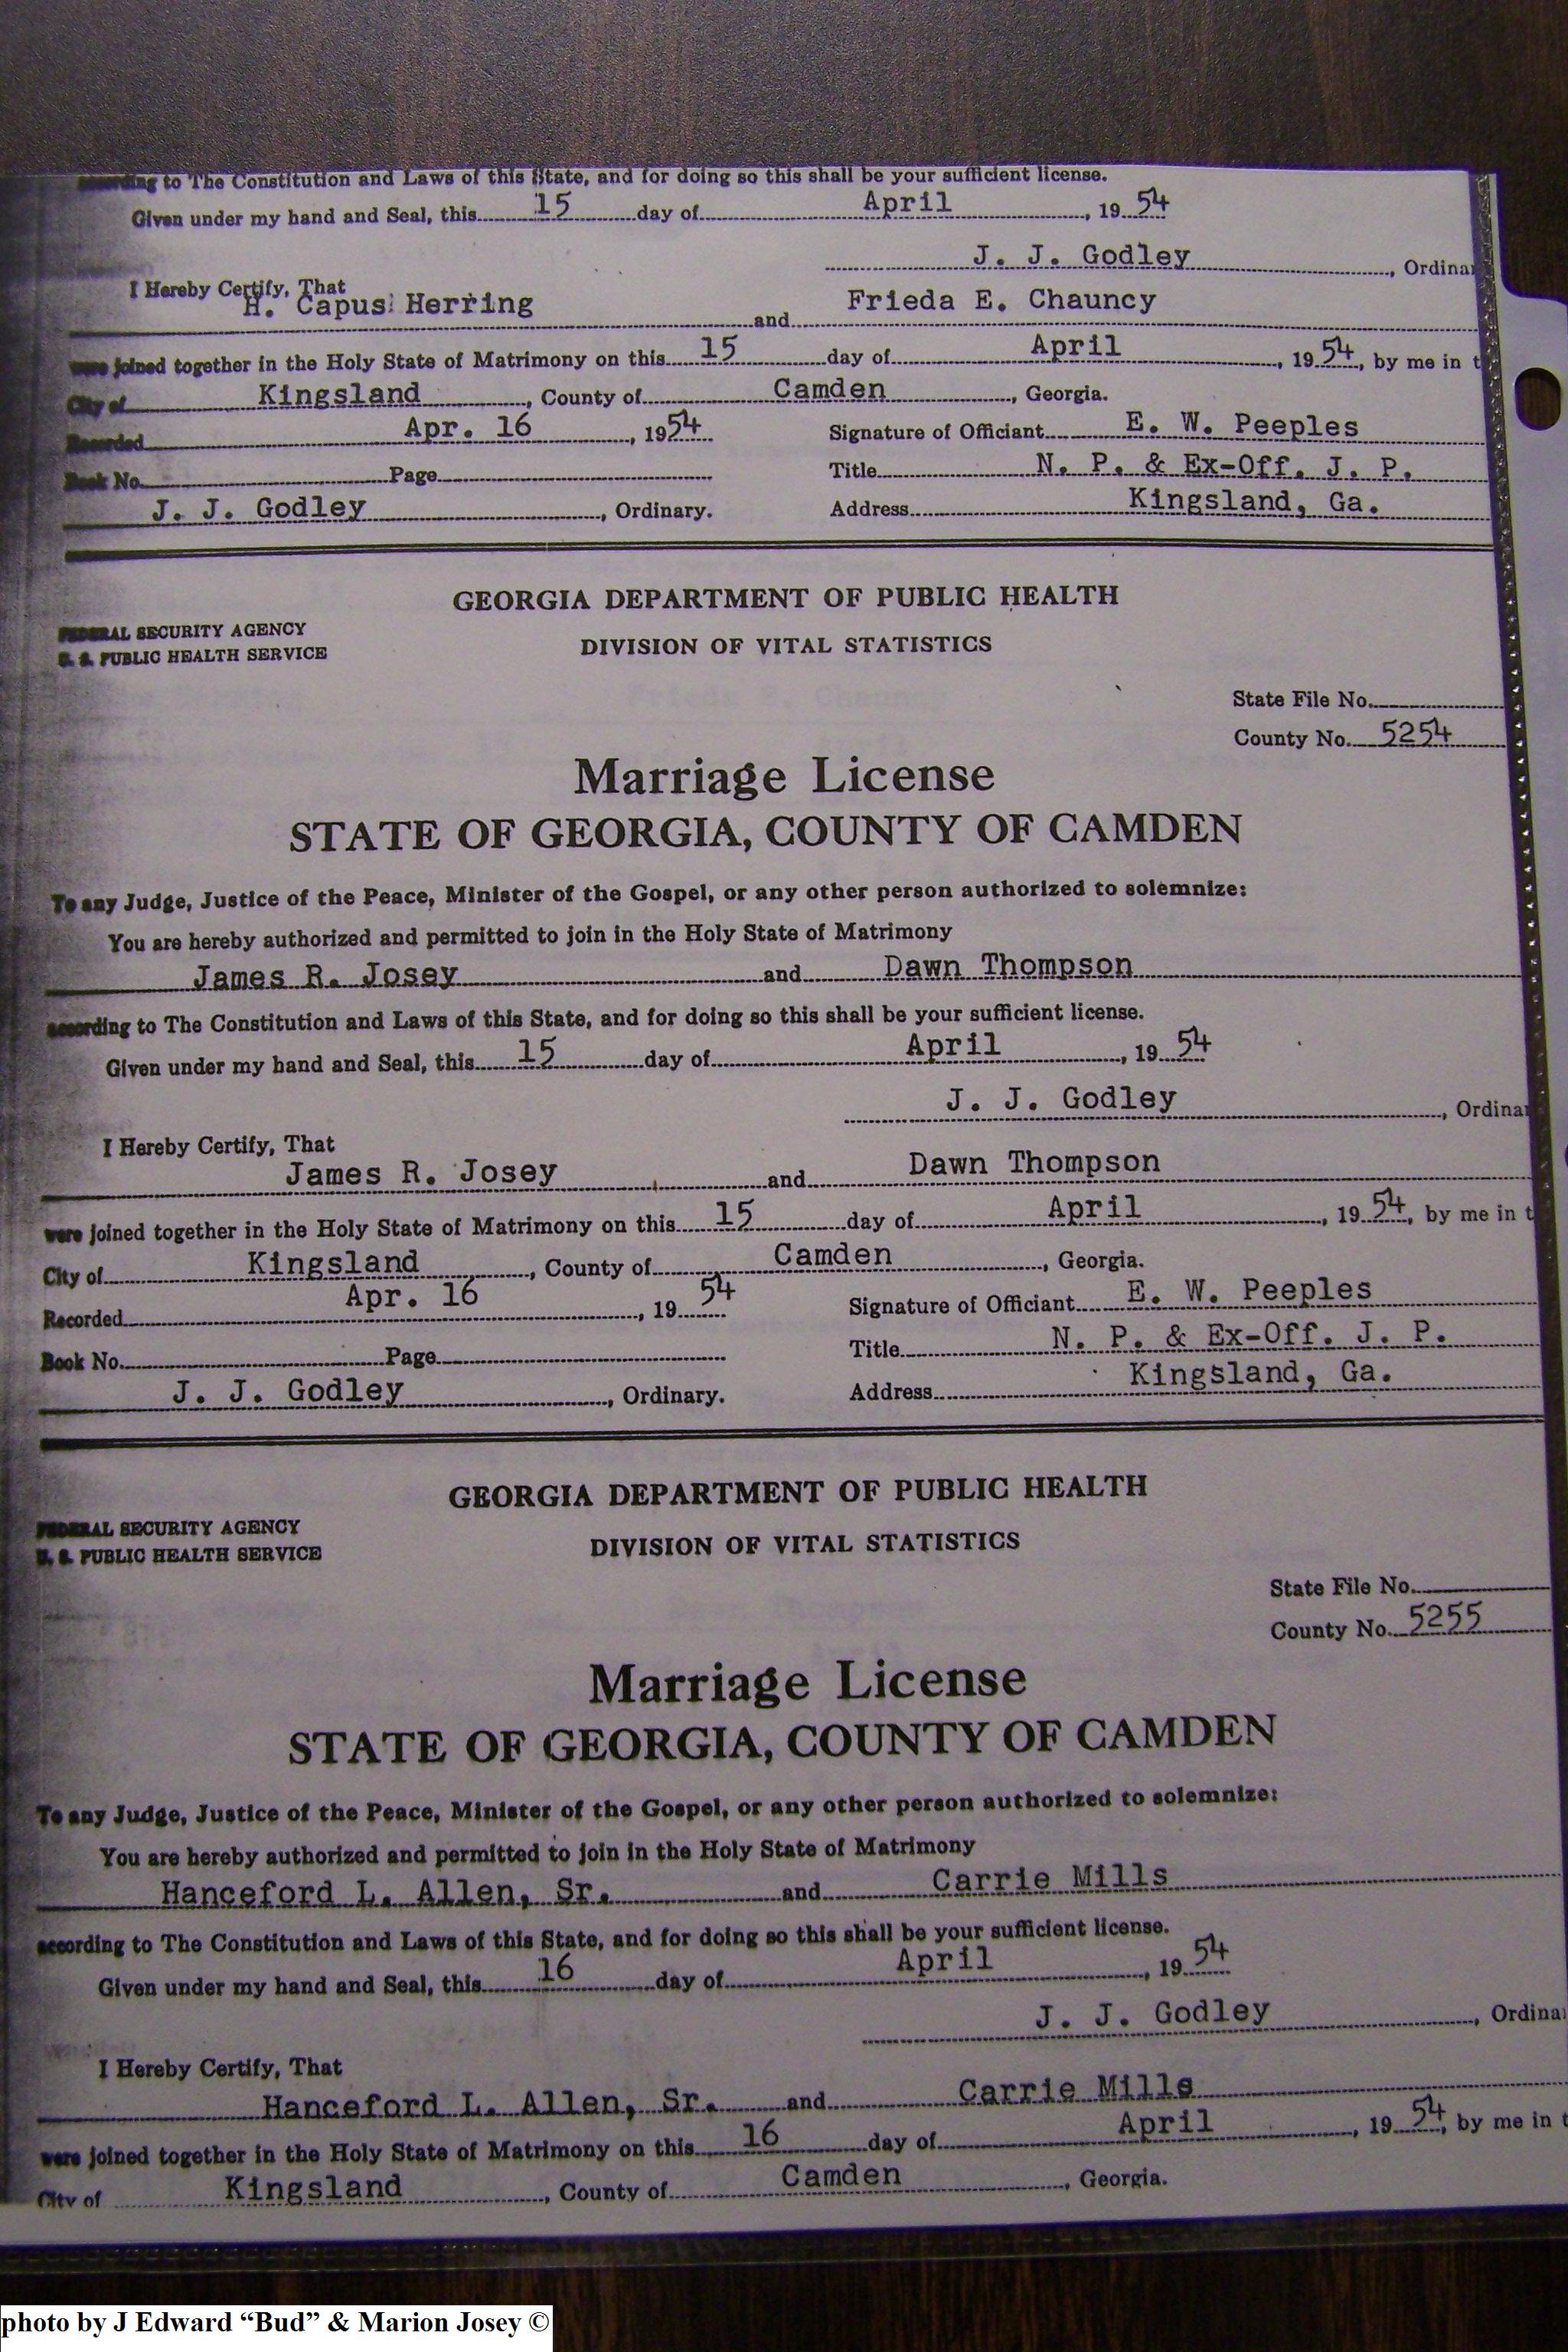 according to The Constitution and Laws of this State, and for doing so this shall be your sufficient license.
Given under my hand and Seal, this 15 day of April, 19 54
J. J. Godley, Ordinar
I Hereby Certify, That
H. Capus Herring and Frieda E. Chauncy
were joined together in the Holy State of Matrimony on this 15 day of April, 19 54, by me in t
City of Kingsland, County of Camden, Georgia.
Recorded Apr. 16, 19 54 Signature of Officiant E. W. Peeples
Book No. Page Title N. P. & Ex-Off. J. P.
J. J. Godley, Ordinary. Address Kingsland, Ga.
GEORGIA DEPARTMENT OF PUBLIC HEALTH
FEDERAL SECURITY AGENCY
U. S. PUBLIC HEALTH SERVICE
DIVISION OF VITAL STATISTICS
State File No.
County No. 5254
Marriage License
STATE OF GEORGIA, COUNTY OF CAMDEN
To any Judge, Justice of the Peace, Minister of the Gospel, or any other person authorized to solemnize:
You are hereby authorized and permitted to join in the Holy State of Matrimony
James R. Josey and Dawn Thompson
according to The Constitution and Laws of this State, and for doing so this shall be your sufficient license.
Given under my hand and Seal, this 15 day of April, 19 54
J. J. Godley, Ordinar
I Hereby Certify, That
James R. Josey and Dawn Thompson
were joined together in the Holy State of Matrimony on this 15 day of April, 19 54, by me in t
City of Kingsland, County of Camden, Georgia.
Recorded Apr. 16, 19 54 Signature of Officiant E. W. Peeples
Book No. Page Title N. P. & Ex-Off. J. P.
J. J. Godley, Ordinary. Address Kingsland, Ga.
GEORGIA DEPARTMENT OF PUBLIC HEALTH
FEDERAL SECURITY AGENCY
U. S. PUBLIC HEALTH SERVICE
DIVISION OF VITAL STATISTICS
State File No.
County No. 5255
Marriage License
STATE OF GEORGIA, COUNTY OF CAMDEN
To any Judge, Justice of the Peace, Minister of the Gospel, or any other person authorized to solemnize:
You are hereby authorized and permitted to join in the Holy State of Matrimony
Hanceford L. Allen, Sr. and Carrie Mills
according to The Constitution and Laws of this State, and for doing so this shall be your sufficient license.
Given under my hand and Seal, this 16 day of April, 19 54
J. J. Godley, Ordinar
I Hereby Certify, That
Hanceford L. Allen, Sr. and Carrie Mills
were joined together in the Holy State of Matrimony on this 16 day of April, 19 54, by me in t
City of Kingsland, County of Camden, Georgia.
photo by J Edward “Bud” & Marion Josey ©